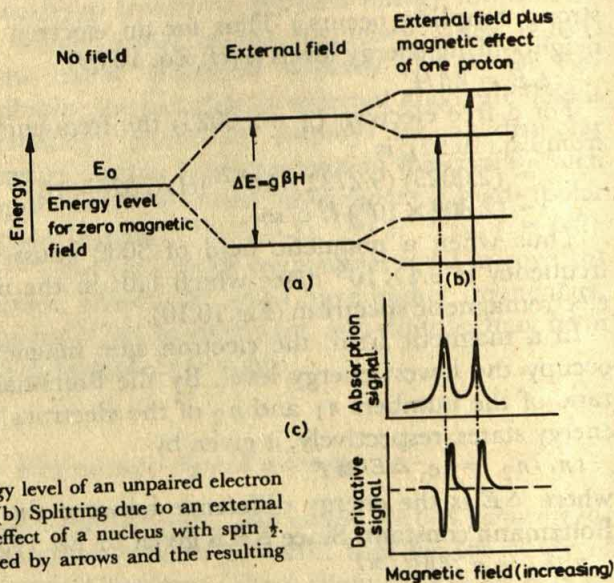 External field plus
No field External field magnetic effect
of one proton
Energy
E₀
Energy level
for zero magnetic
field
ΔE=gβH
(a) (b)
Absorption
signal
(c)
Derivative
signal
Magnetic field (increasing)
gy level of an unpaired electron
(b) Splitting due to an external
effect of a nucleus with spin ½.
ed by arrows and the resulting